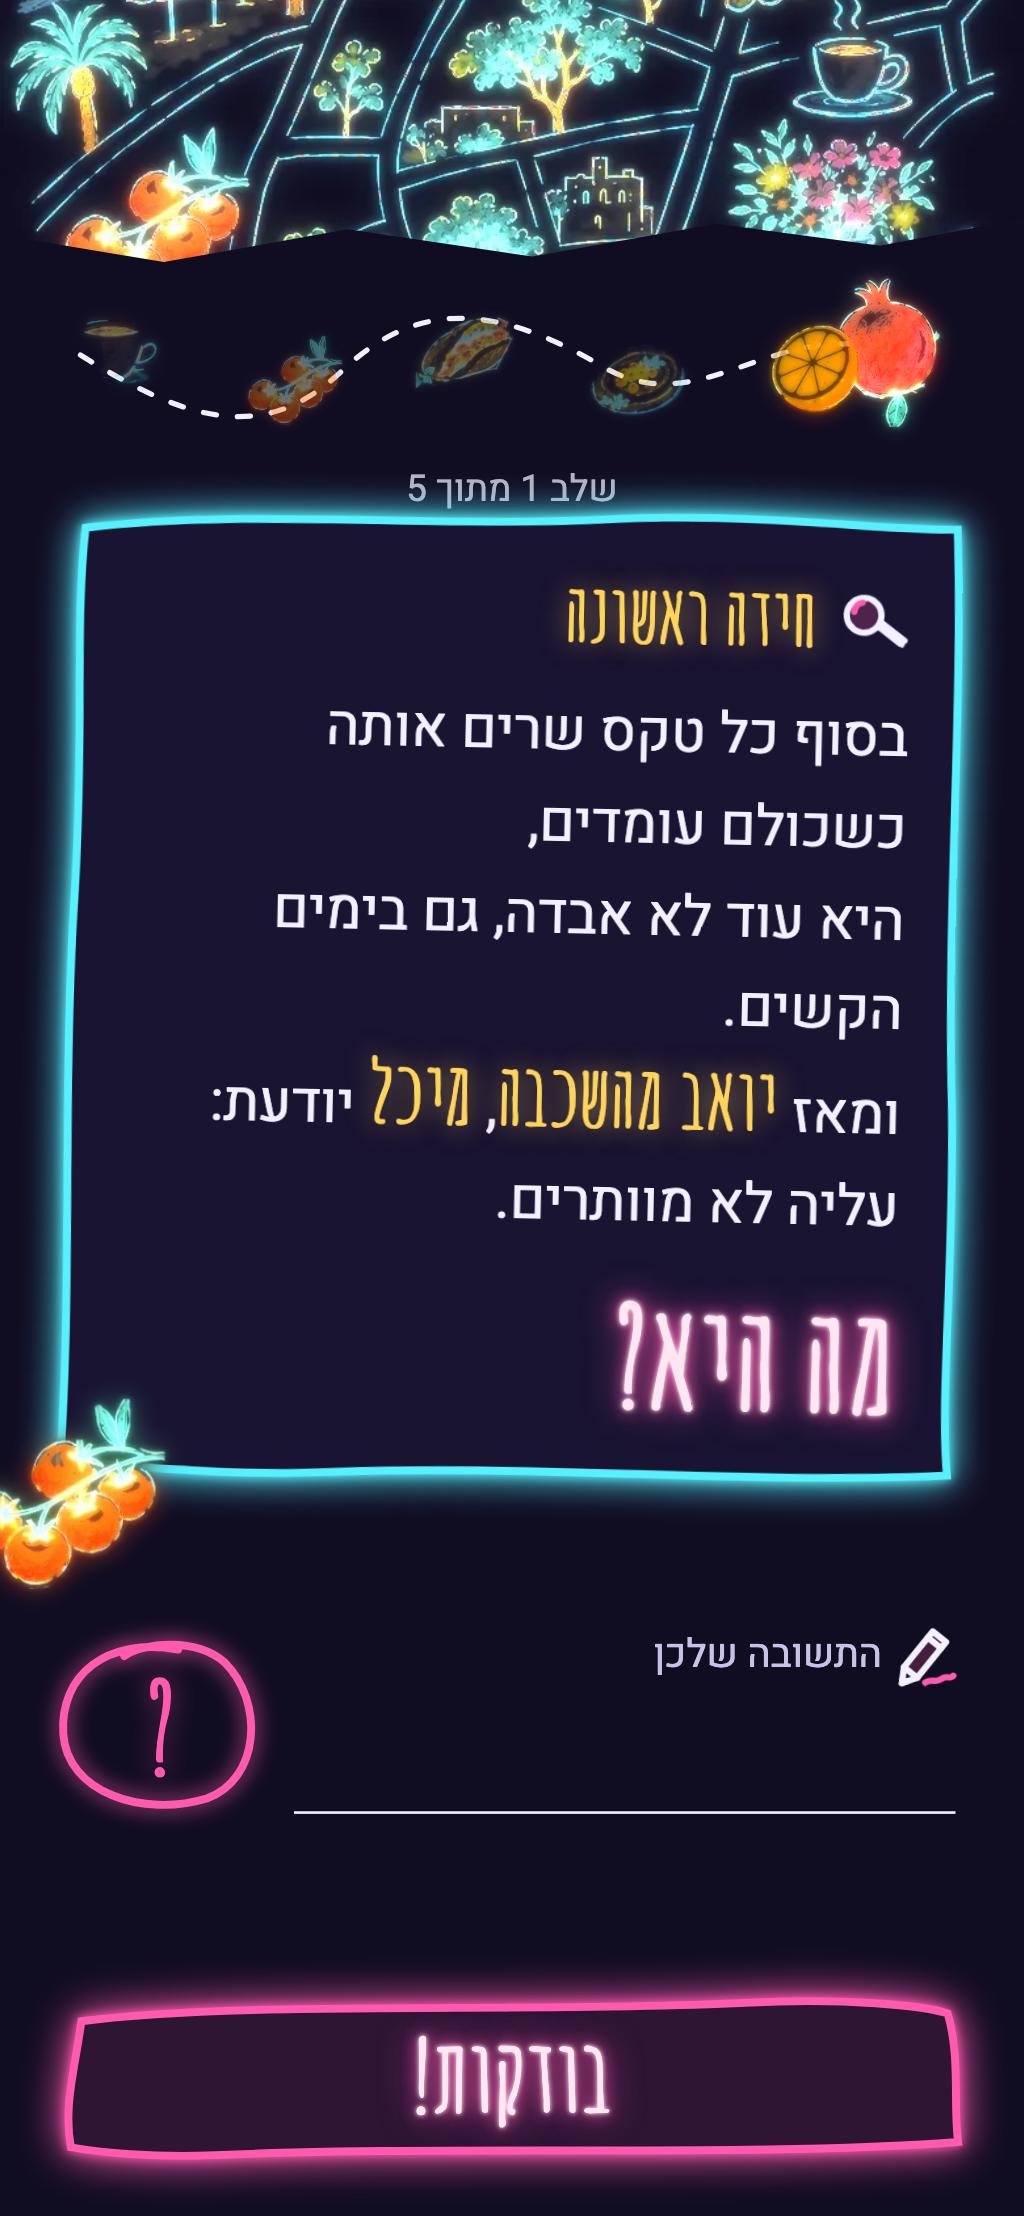 שלב 1 מתוך 5
חידה ראשונה
בסוף כל טקס שרים אותה
כשכולם עומדים,
היא עוד לא אבדה, גם בימים
הקשים.
ומאז יואב מהשכבה, מיכל יודעת:
עליה לא מוותרים.
מה היא?
התשובה שלכן
?
בודקות!